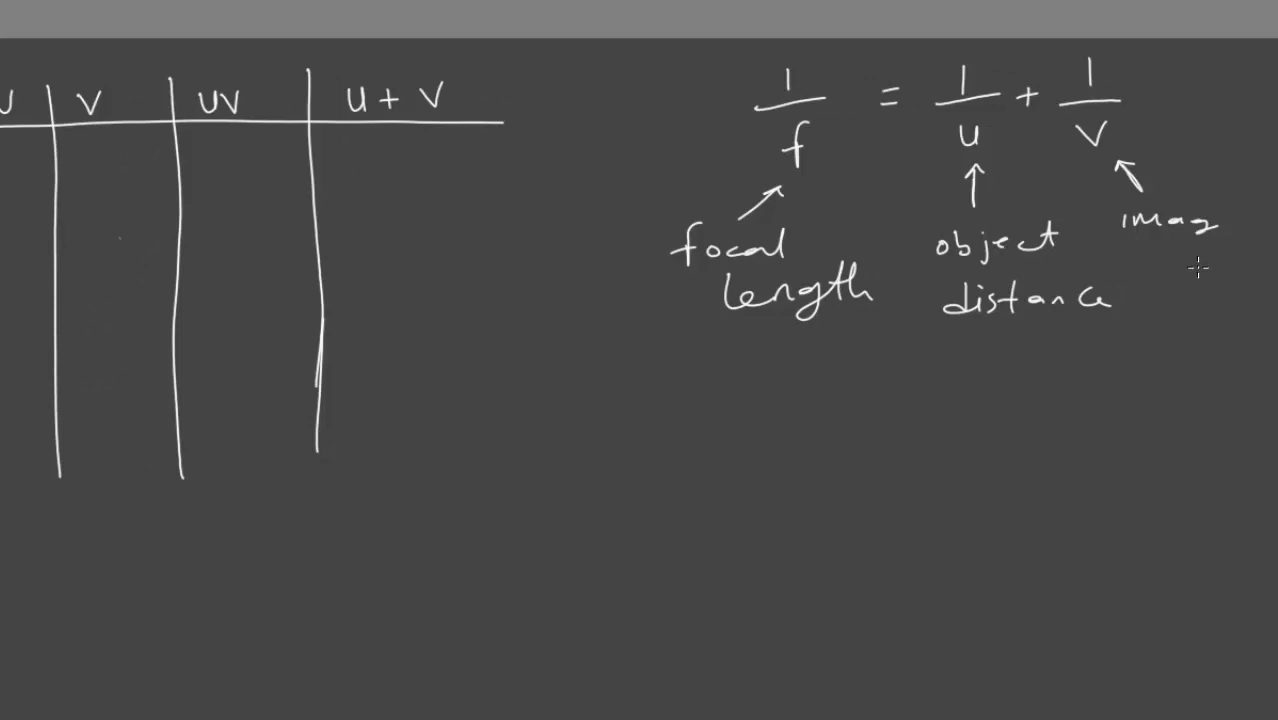 U | V | UV | U + V
1/f = 1/u + 1/v
focal length
object distance
imag